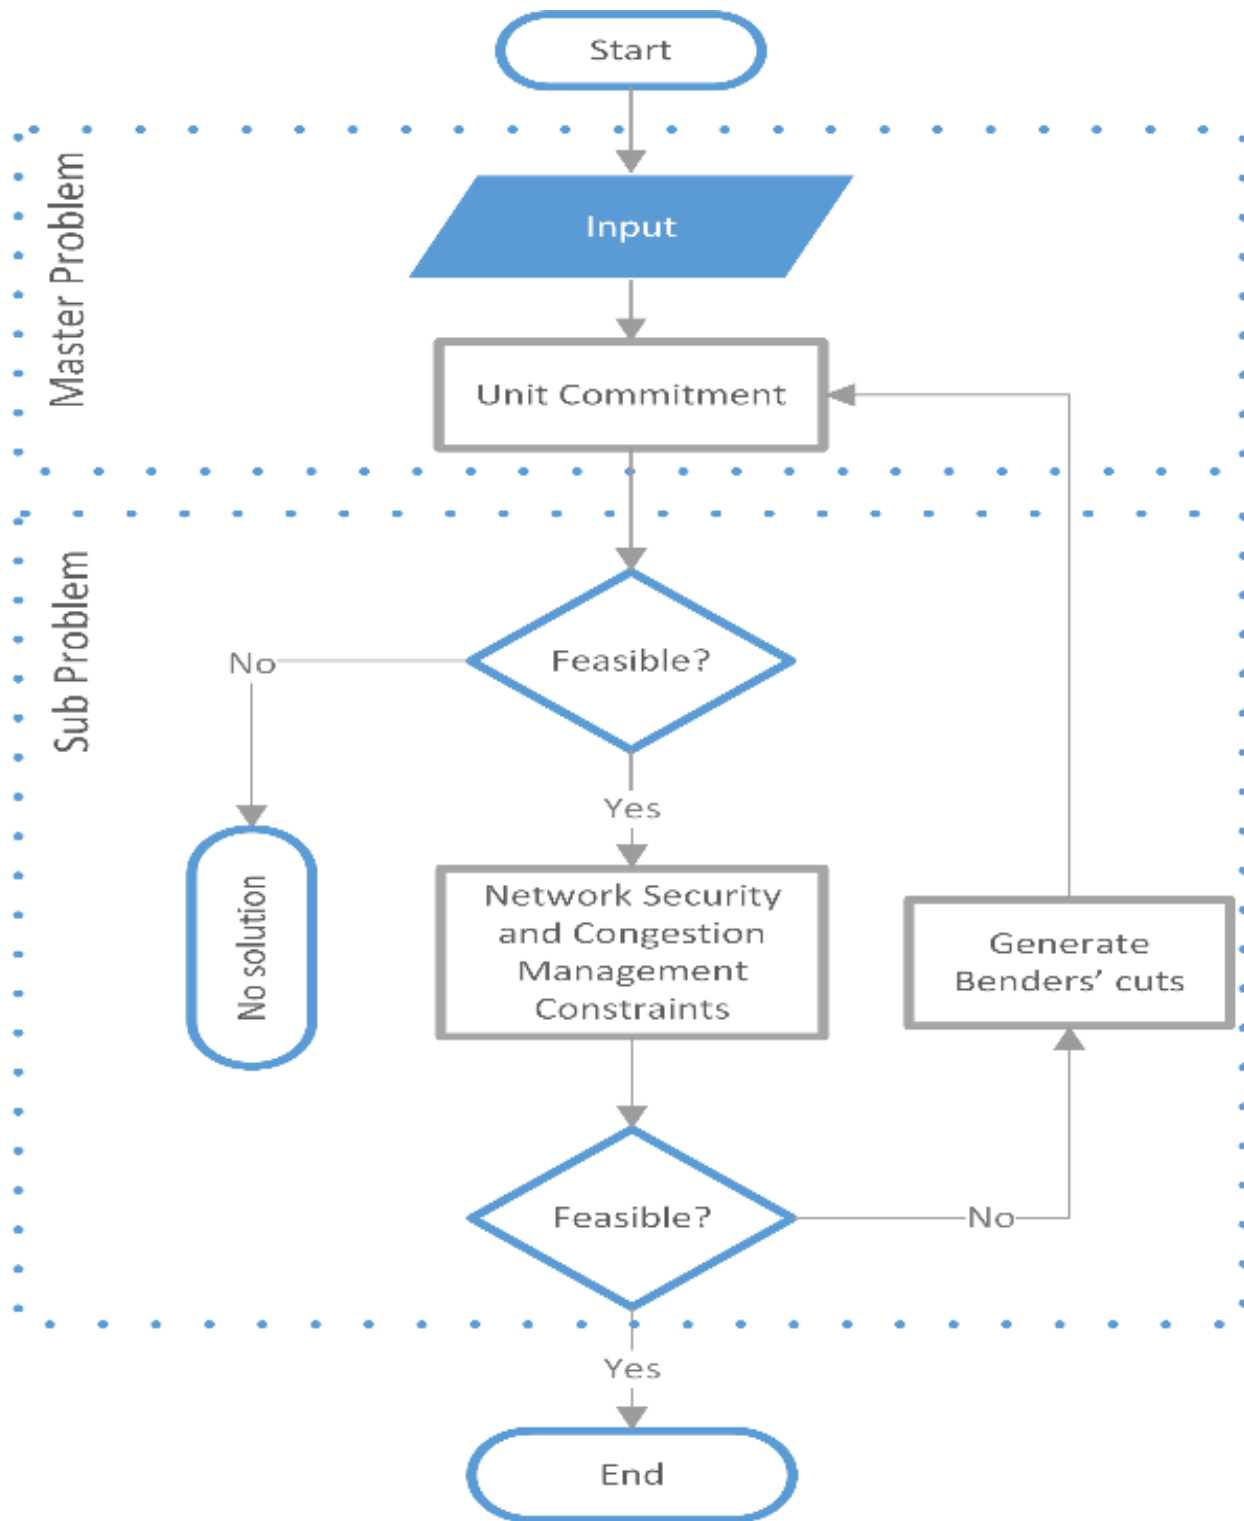 Start
Master Problem
Input
Unit Commitment
Sub Problem
Feasible?
No
Yes
No solution
Network Security
and Congestion
Management
Constraints
Generate
Benders’ cuts
Feasible?
No
Yes
End